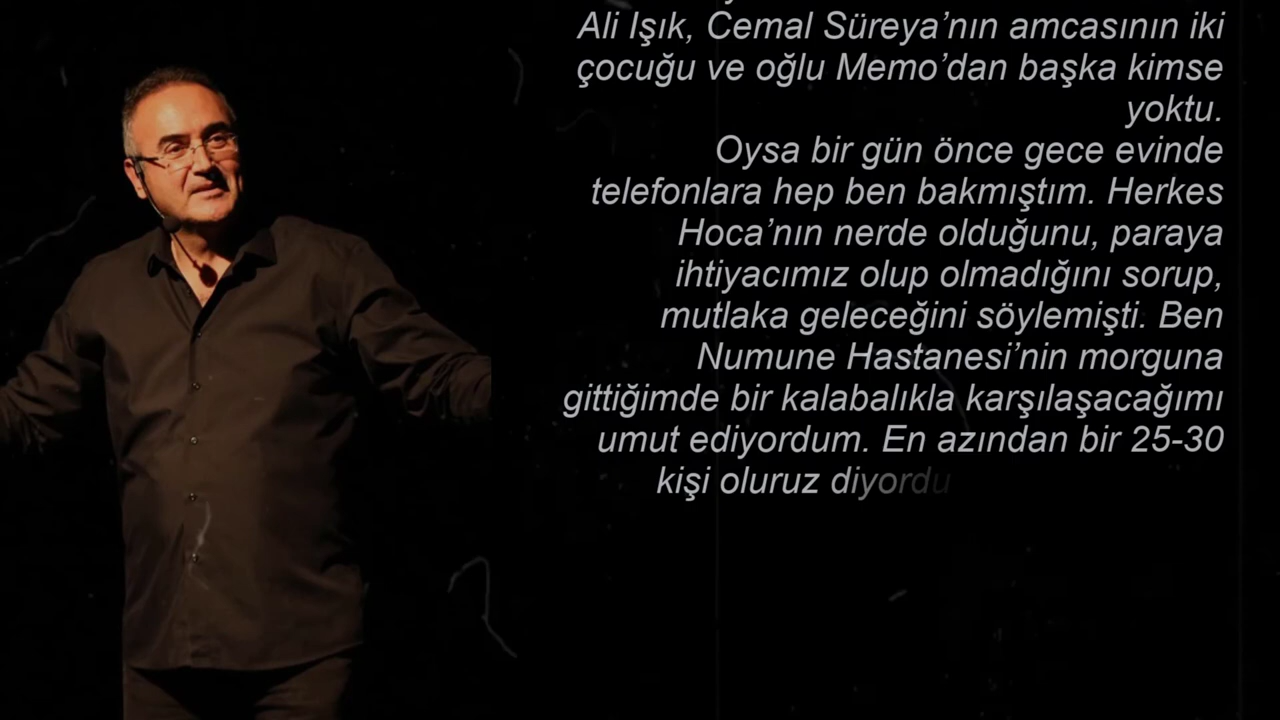 Ali Işık, Cemal Süreya’nın amcasının iki
çocuğu ve oğlu Memo’dan başka kimse
yoktu.
Oysa bir gün önce gece evinde
telefonlara hep ben bakmıştım. Herkes
Hoca’nın nerde olduğunu, paraya
ihtiyacımız olup olmadığını sorup,
mutlaka geleceğini söylemişti. Ben
Numune Hastanesi’nin morguna
gittiğimde bir kalabalıkla karşılaşacağımı
umut ediyordum. En azından bir 25-30
kişi oluruz diyordu